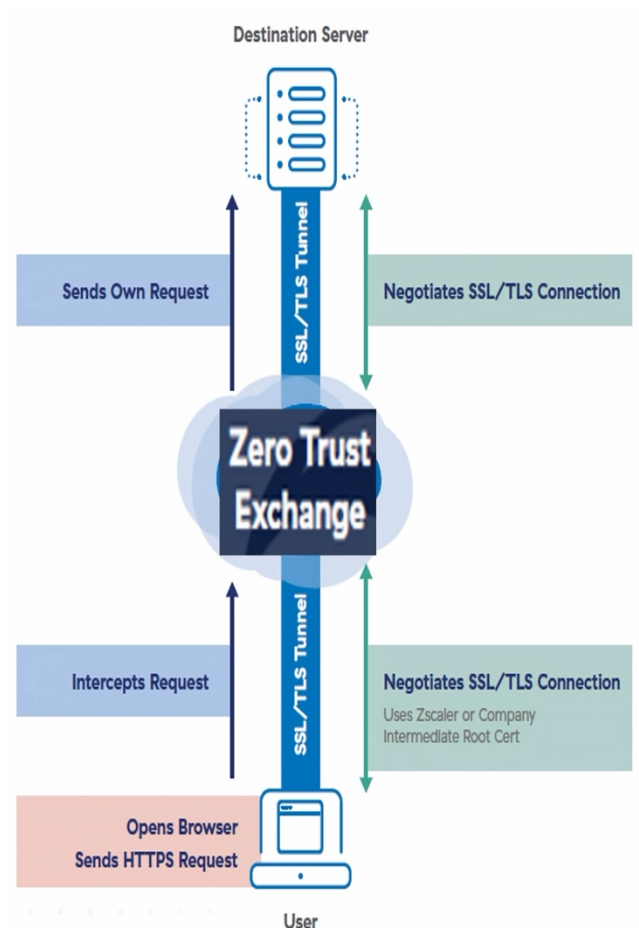 Destination Server
SSL/TLS Tunnel
Sends Own Request
Negotiates SSL/TLS Connection
Zero Trust
Exchange
SSL/TLS Tunnel
Intercepts Request
Negotiates SSL/TLS Connection
Uses Zscaler or Company
Intermediate Root Cert
Opens Browser
Sends HTTPS Request
User